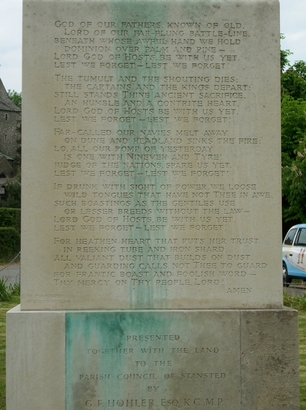 GOD OF OUR FATHERS, KNOWN OF OLD,
LORD OF OUR FAR-FLUNG BATTLE-LINE,
BENEATH WHOSE AWFUL HAND WE HOLD
DOMINION OVER PALM AND PINE –
LORD GOD OF HOSTS, BE WITH US YET
LEST WE FORGET – LEST WE FORGET!
THE TUMULT AND THE SHOUTING DIES;
THE CAPTAINS AND THE KINGS DEPART:
STILL STANDS THINE ANCIENT SACRIFICE,
AN HUMBLE AND A CONTRITE HEART.
LORD GOD OF HOSTS, BE WITH US YET
LEST WE FORGET – LEST WE FORGET!
FAR-CALLED OUR NAVIES MELT AWAY
ON DUNE AND HEADLAND SINKS THE FIRE.
LO, ALL OUR POMP OF YESTERDAY
IS ONE WITH NINEVEH AND TYRE!
JUDGE OF THE NATIONS, SPARE US YET,
LEST WE FORGET – LEST WE FORGET!
IF, DRUNK WITH SIGHT OF POWER, WE LOOSE
WILD TONGUES THAT HAVE NOT THEE IN AWE,
SUCH BOASTINGS AS THE GENTILES USE
OR LESSER BREEDS WITHOUT THE LAW –
LORD GOD OF HOSTS, BE WITH US YET
LEST WE FORGET – LEST WE FORGET!
FOR HEATHEN HEART THAT PUTS HER TRUST
IN REEKING TUBE AND IRON SHARD
ALL VALIANT DUST THAT BUILDS ON DUST,
AND GUARDING CALLS NOT THEE TO GUARD.
FOR FRANTIC BOAST AND FOOLISH WORD –
THY MERCY ON THY PEOPLE, LORD!
AMEN
PRESENTED
TOGETHER WITH THE LAND
TO THE
PARISH COUNCIL OF STANSTED
BY
G. F. HOHLER ESQ. K.C. M.P.